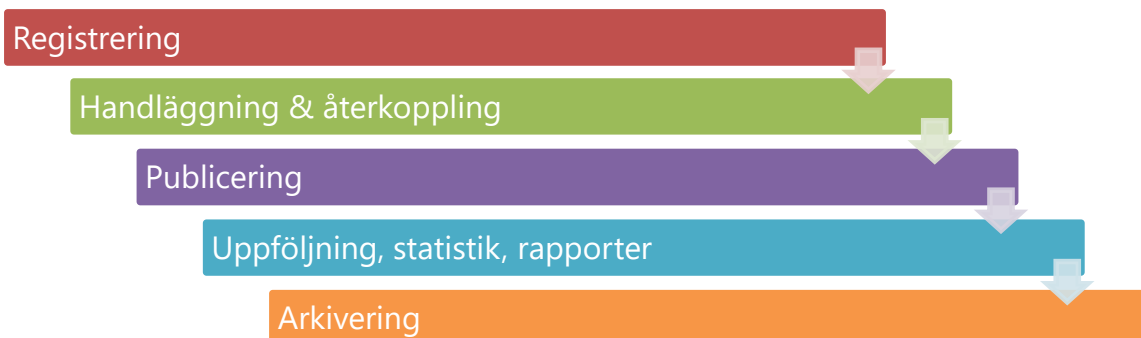 Registrering
Handläggning & återkoppling
Publicering
Uppföljning, statistik, rapporter
Arkivering